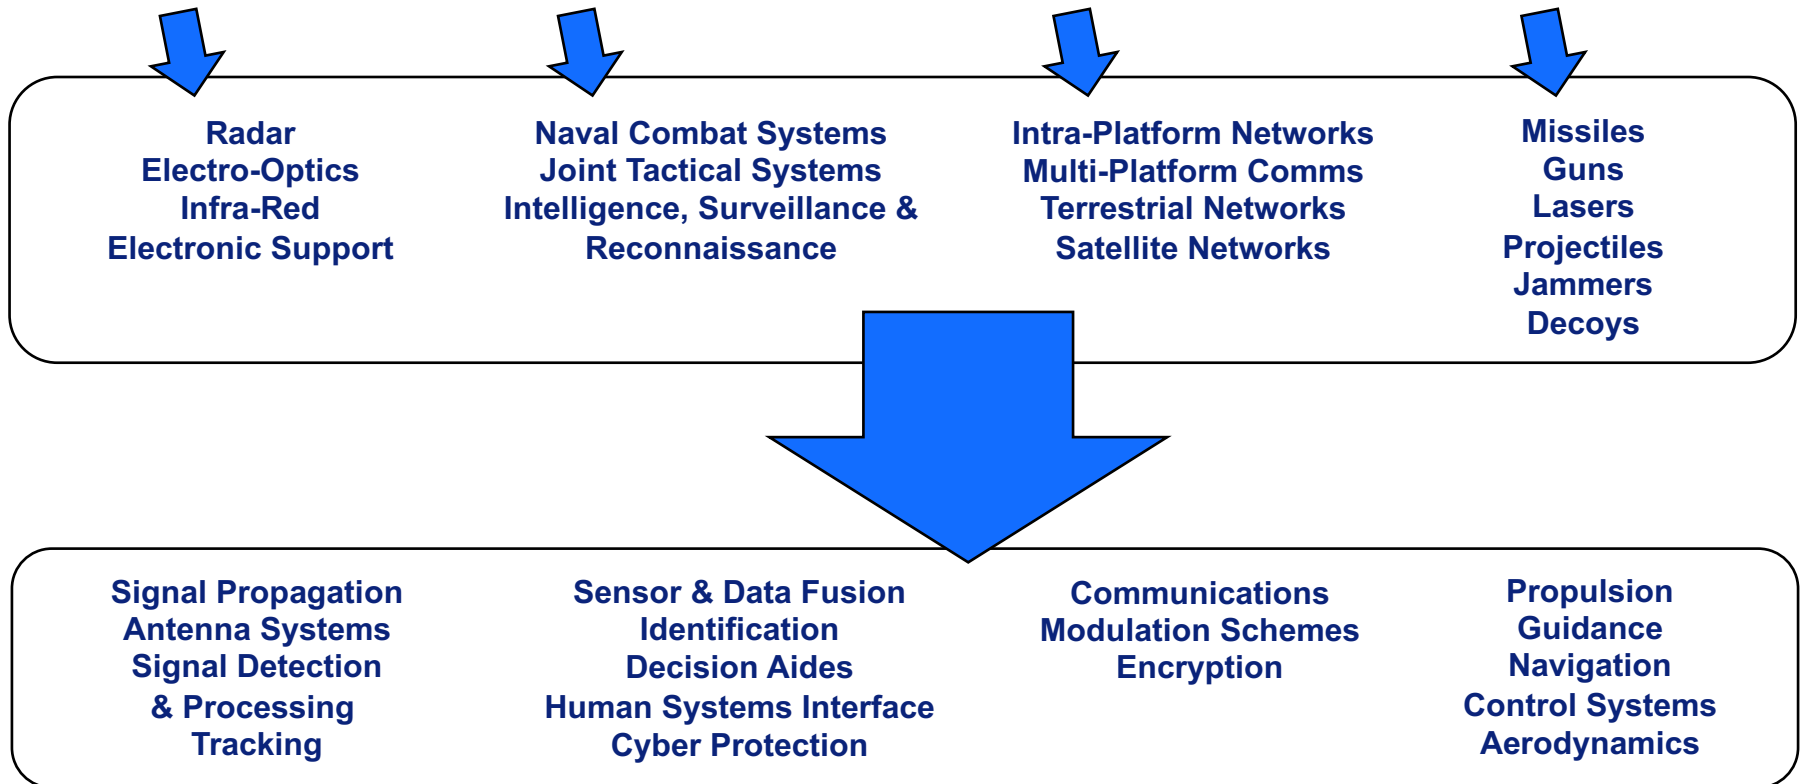 Radar
Electro-Optics
Infra-Red
Electronic Support
Naval Combat Systems
Joint Tactical Systems
Intelligence, Surveillance &
Reconnaissance
Intra-Platform Networks
Multi-Platform Comms
Terrestrial Networks
Satellite Networks
Missiles
Guns
Lasers
Projectiles
Jammers
Decoys
Signal Propagation
Antenna Systems
Signal Detection
& Processing
Tracking
Sensor & Data Fusion
Identification
Decision Aides
Human Systems Interface
Cyber Protection
Communications
Modulation Schemes
Encryption
Propulsion
Guidance
Navigation
Control Systems
Aerodynamics